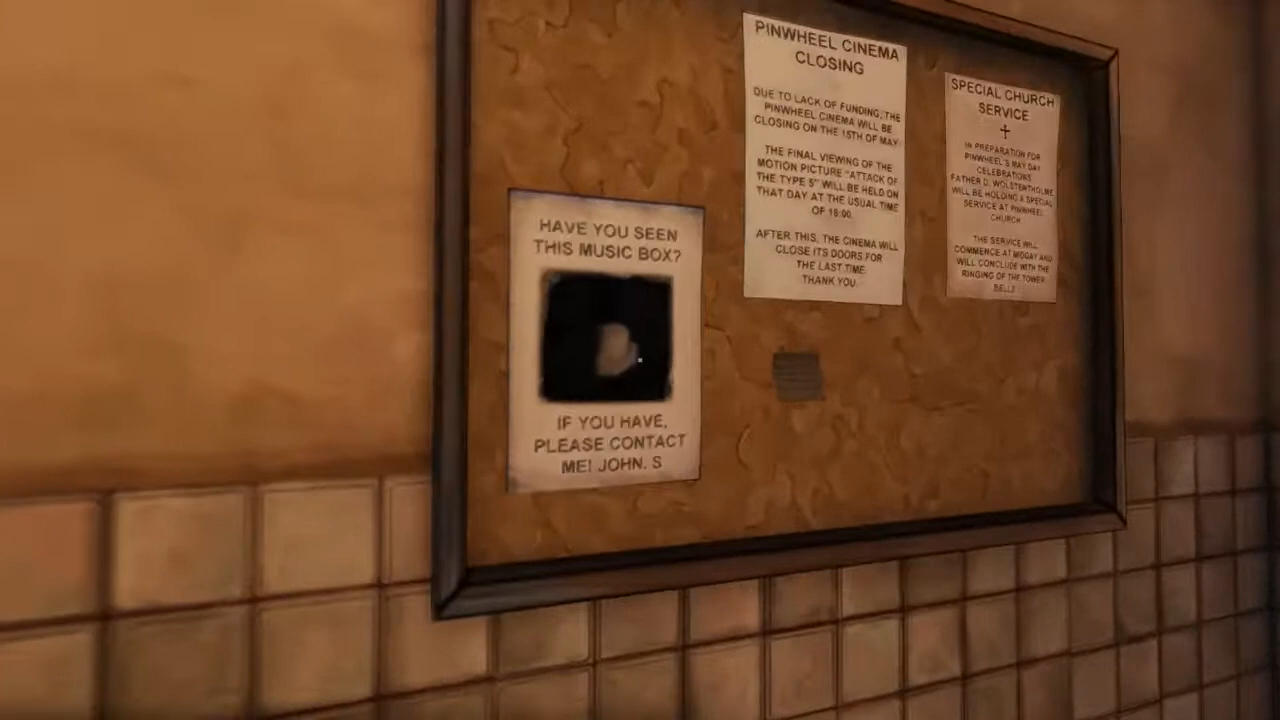 HAVE YOU SEEN
THIS MUSIC BOX?
IF YOU HAVE,
PLEASE CONTACT
ME! JOHN. S
PINWHEEL CINEMA
CLOSING
DUE TO LACK OF FUNDING, THE
PINWHEEL CINEMA WILL BE
CLOSING ON THE 15TH OF MAY.
THE FINAL VIEWING OF THE
MOTION PICTURE "ATTACK OF
THE TYPE 5" WILL BE HELD ON
THAT DAY AT THE USUAL TIME
OF 18:00.
AFTER THIS, THE CINEMA WILL
CLOSE ITS DOORS FOR
THE LAST TIME.
THANK YOU.
SPECIAL CHURCH
SERVICE
IN PREPARATION FOR
PINWHEEL'S MAY DAY
CELEBRATIONS
FATHER D. WOLSTENTHOLME
WILL BE HOLDING A SPECIAL
SERVICE AT PINWHEEL
CHURCH
THE SERVICE WILL
COMMENCE AT MIDDAY AND
WILL CONCLUDE WITH THE
RINGING OF THE TOWER
BELLS